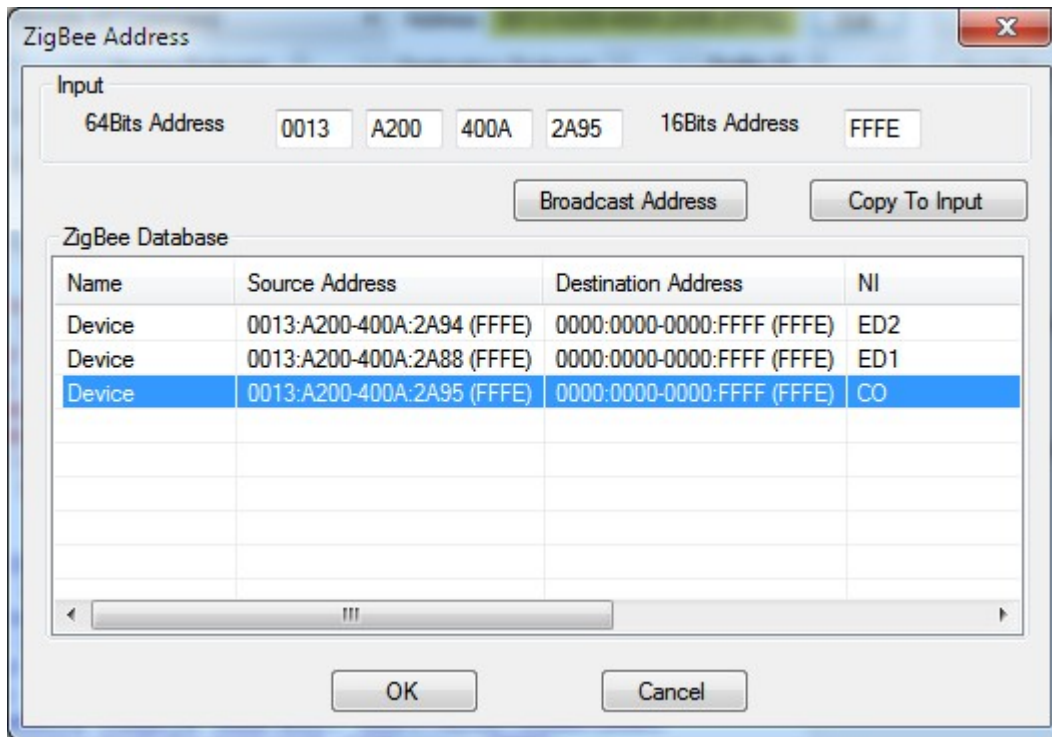 ZigBee Address
Input
64Bits Address 0013 A200 400A 2A95 16Bits Address FFFE
Broadcast Address Copy To Input
ZigBee Database
Name Source Address Destination Address NI
Device 0013:A200-400A:2A94 (FFFE) 0000:0000-0000:FFFF (FFFE) ED2
Device 0013:A200-400A:2A88 (FFFE) 0000:0000-0000:FFFF (FFFE) ED1
Device 0013:A200-400A:2A95 (FFFE) 0000:0000-0000:FFFF (FFFE) CO
OK Cancel